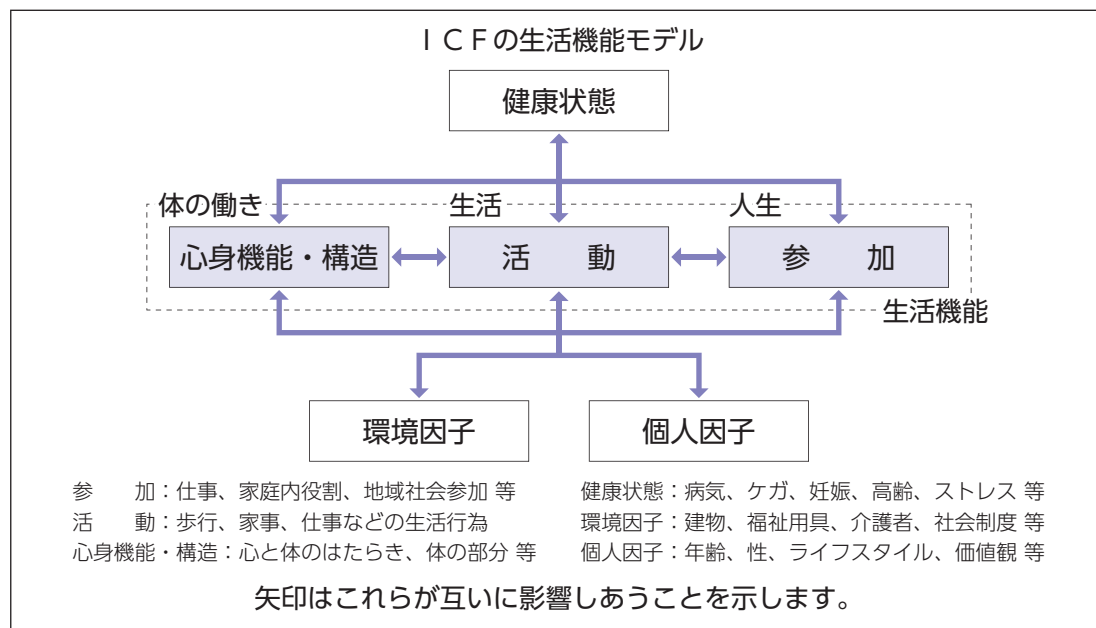 ＩＣＦの生活機能モデル
健康状態
体の働き 生活 人生
心身機能・構造 活　　動 参　　加
生活機能
環境因子 個人因子
参　　加：仕事、家庭内役割、地域社会参加 等
活　　動：歩行、家事、仕事などの生活行為
心身機能・構造：心と体のはたらき、体の部分 等
健康状態：病気、ケガ、妊娠、高齢、ストレス 等
環境因子：建物、福祉用具、介護者、社会制度 等
個人因子：年齢、性、ライフスタイル、価値観 等
矢印はこれらが互いに影響しあうことを示します。